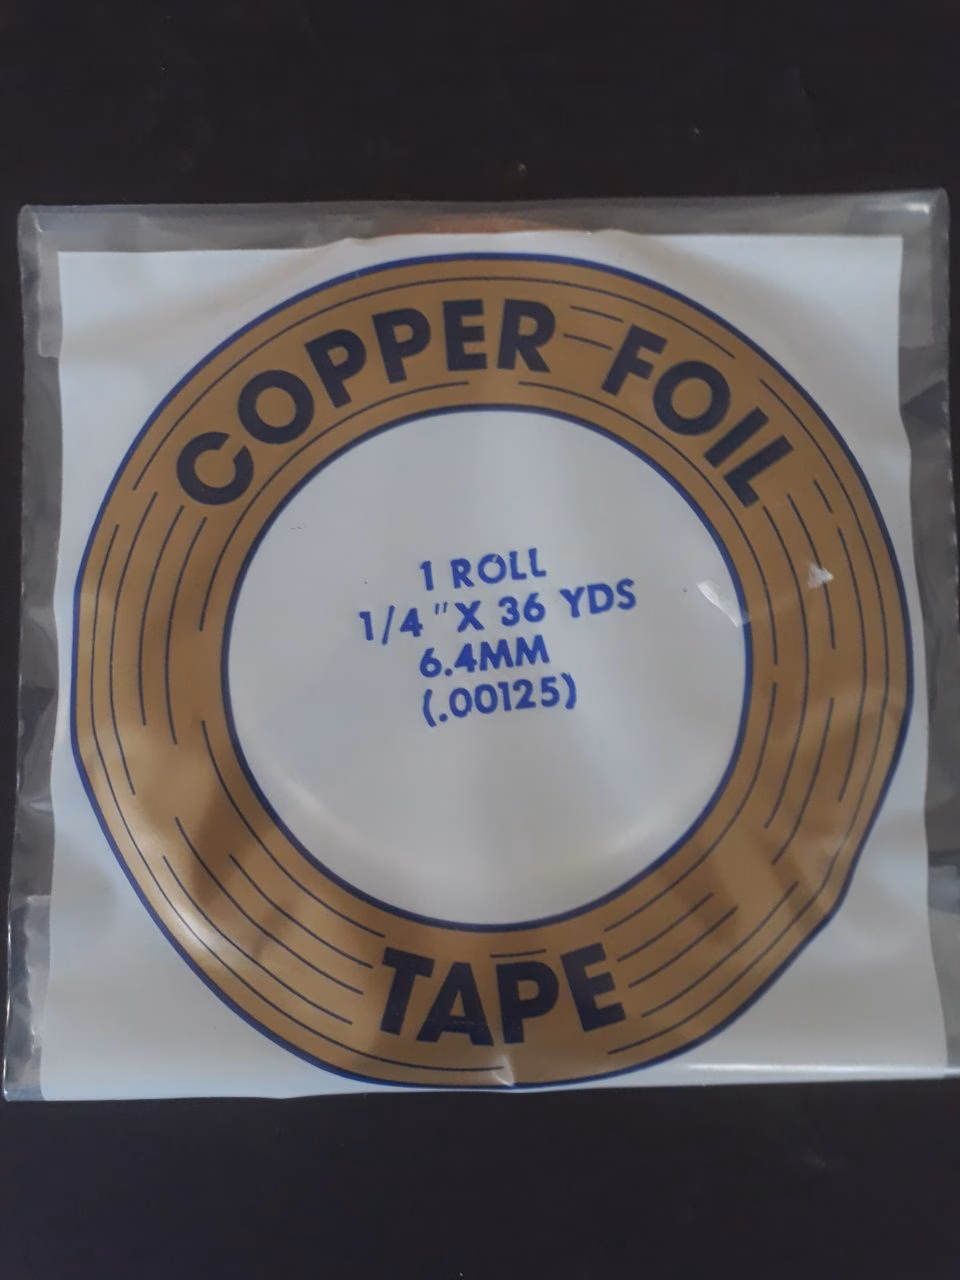 COPPER FOIL
1 ROLL
1/4 "X 36 YDS
6.4MM
(.00125)
TAPE